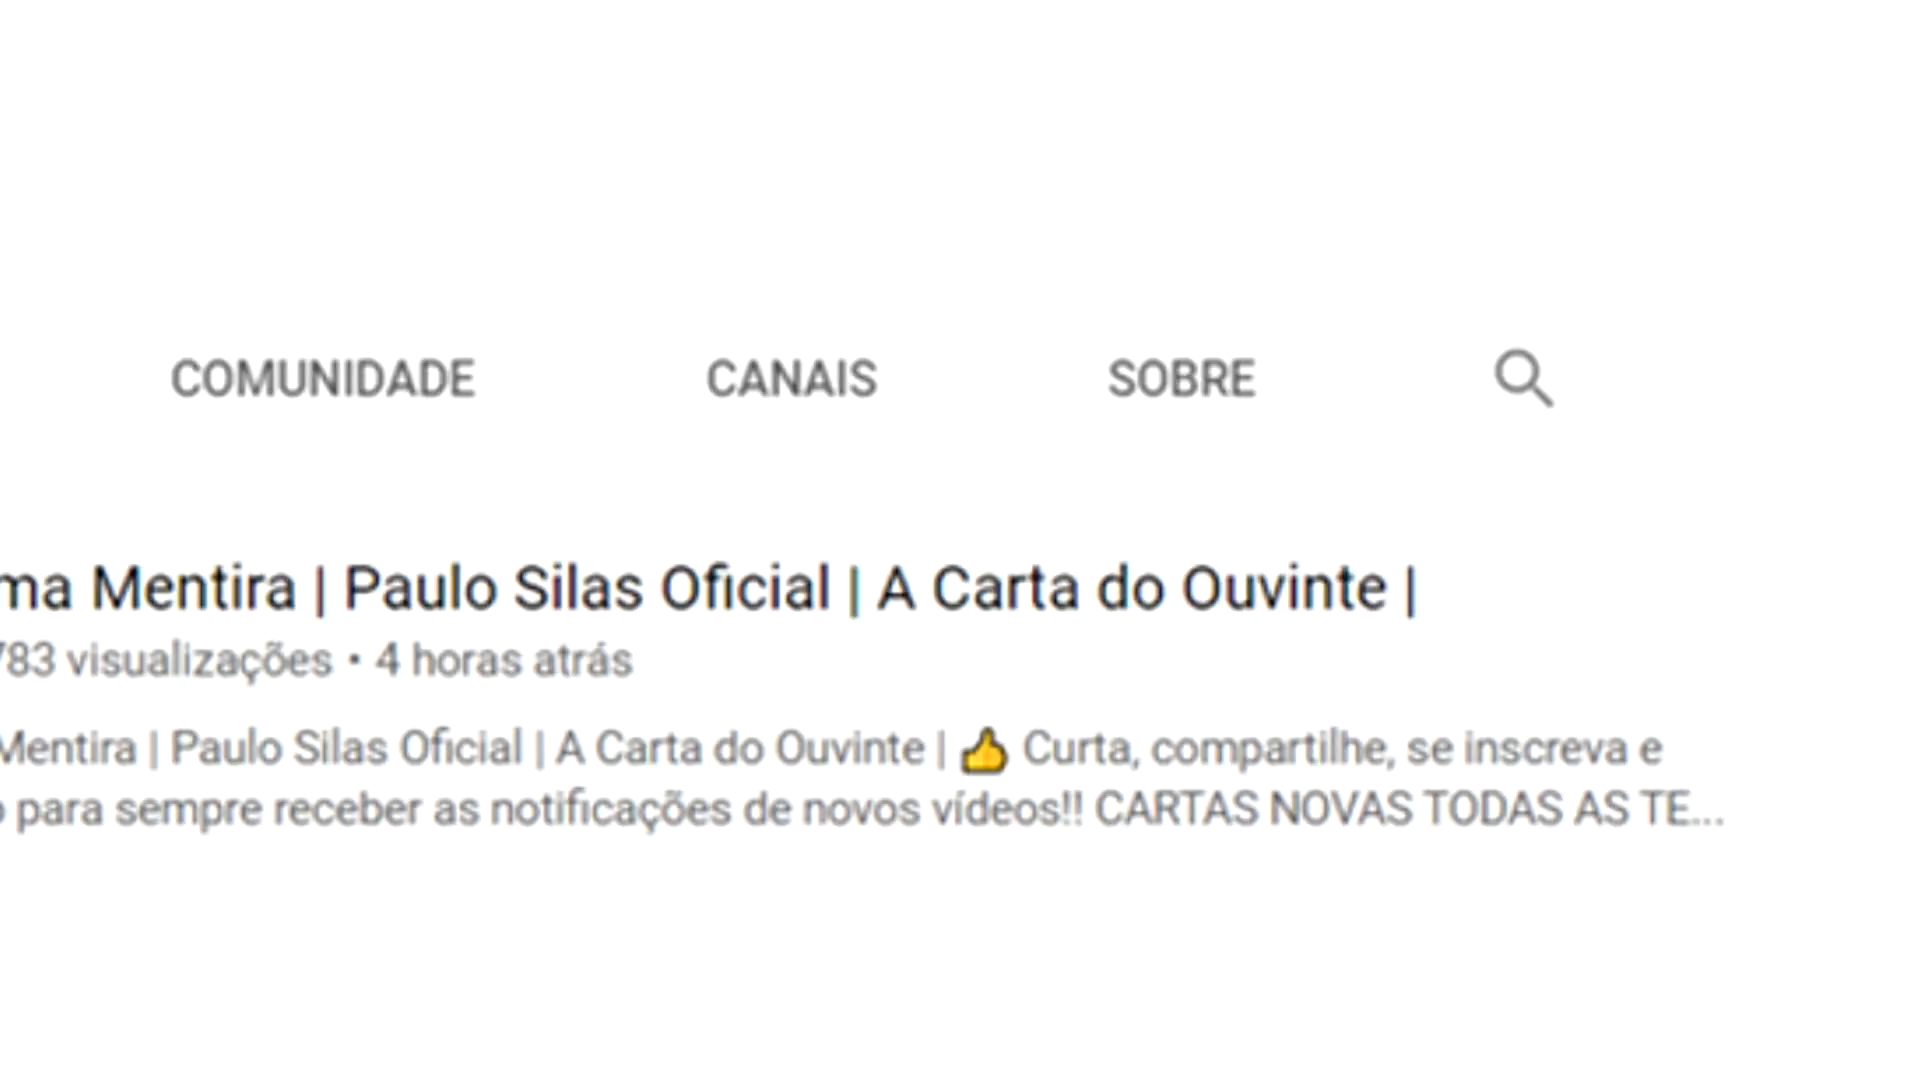 COMUNIDADE CANAIS SOBRE
ma Mentira | Paulo Silas Oficial | A Carta do Ouvinte |
783 visualizações • 4 horas atrás
Mentira | Paulo Silas Oficial | A Carta do Ouvinte | 👍 Curta, compartilhe, se inscreva e
o para sempre receber as notificações de novos vídeos!! CARTAS NOVAS TODAS AS TE...